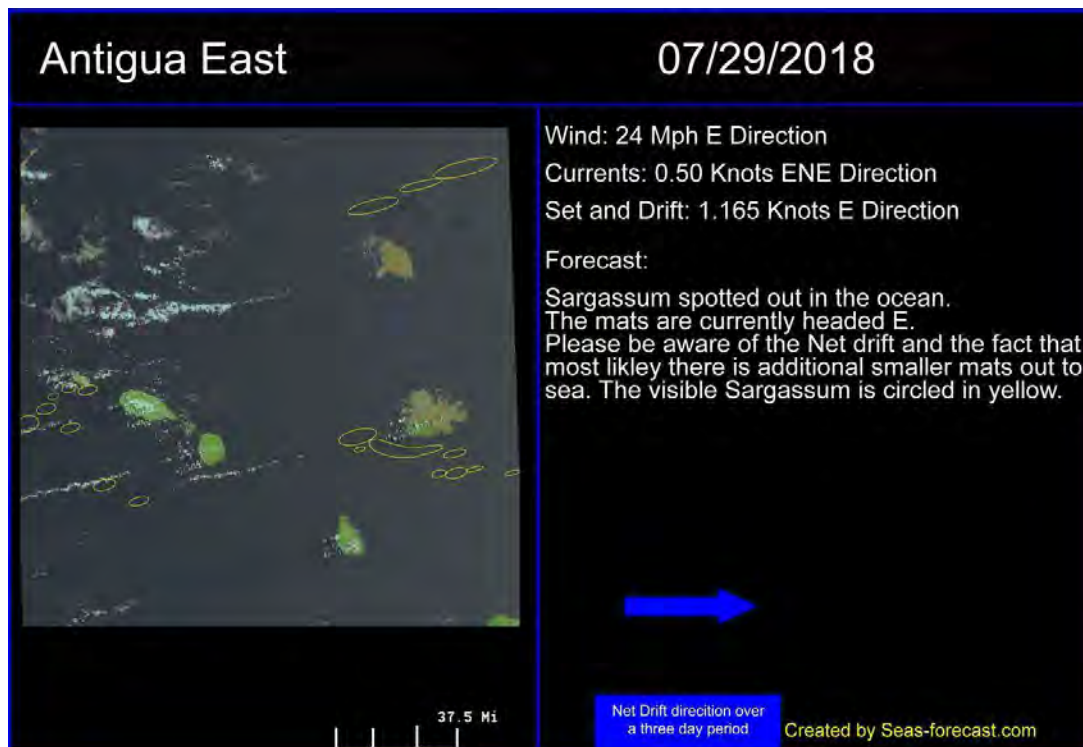 Antigua East
07/29/2018
Wind: 24 Mph E Direction
Currents: 0.50 Knots ENE Direction
Set and Drift: 1.165 Knots E Direction
Forecast:
Sargassum spotted out in the ocean.
The mats are currently headed E.
Please be aware of the Net drift and the fact that
most likley there is additional smaller mats out to
sea. The visible Sargassum is circled in yellow.
37.5 Mi
Net Drift direcition over
a three day period
Created by Seas-forecast.com